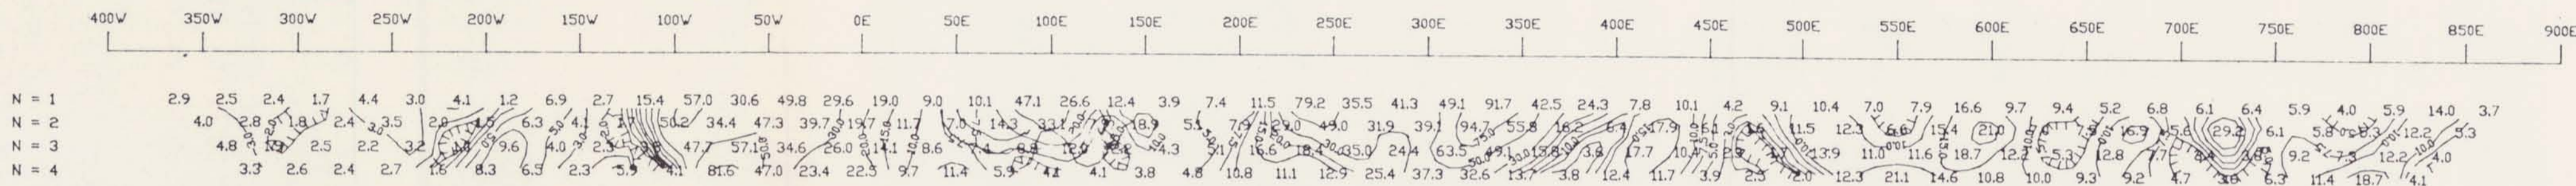 400W 350W 300W 250W 200W 150W 100W 50W 0E 50E 100E 150E 200E 250E 300E 350E 400E 450E 500E 550E 600E 650E 700E 750E 800E 850E 900E
N = 1 2.9 2.5 2.4 1.7 4.4 3.0 4.1 1.2 6.9 2.7 15.4 57.0 30.6 49.8 29.6 19.0 9.0 10.1 47.1 26.6 12.4 3.9 7.4 11.5 79.2 35.5 41.3 49.1 91.7 42.5 24.3 7.8 10.1 4.2 9.1 10.4 7.0 7.9 16.6 9.7 9.4 5.2 6.8 6.1 6.4 5.9 4.0 5.9 14.0 3.7
N = 2 4.0 2.8 1.8 2.4 3.5 2.0 6.3 4.1 50.2 34.4 47.3 39.7 19.7 11.7 7.0 14.3 33.1 18.9 49.0 31.9 39.1 94.7 55.8 16.2 6.4 17.9 11.5 12.3 6.6 15.4 21.0 16.9 5.6 29.2 6.1 5.8 8.3 12.2 5.3
N = 3 4.8 2.5 2.2 3.2 9.6 4.0 2.3 47.7 57.1 34.6 26.0 14.1 8.6 8.8 12.0 14.3 5.1 16.6 18.4 35.0 24.4 63.5 49.1 15.8 3.6 17.7 10.4 13.9 11.0 11.6 18.7 12.2 5.3 12.8 7.7 8.4 3.8 9.2 7.3 12.2 4.0
N = 4 3.3 2.6 2.4 2.7 1.6 8.3 6.5 2.3 5.9 4.1 81.6 47.0 23.4 22.5 9.7 11.4 5.9 4.1 4.1 3.8 4.8 10.8 11.1 12.9 25.4 37.3 32.6 13.7 3.8 12.4 11.7 3.9 2.5 2.0 12.3 21.1 14.6 10.8 10.0 9.3 9.2 4.7 3.0 6.3 11.4 18.7 4.1